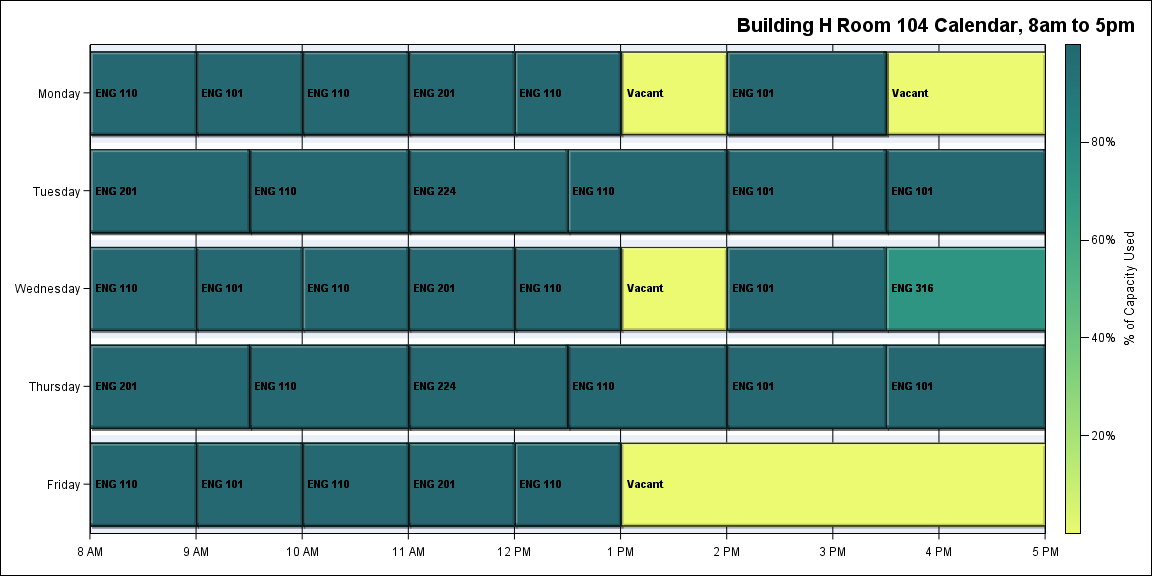 Building H Room 104 Calendar, 8am to 5pm
Monday
ENG 110
ENG 101
ENG 110
ENG 201
ENG 110
Vacant
ENG 101
Vacant
Tuesday
ENG 201
ENG 110
ENG 224
ENG 110
ENG 101
ENG 101
Wednesday
ENG 110
ENG 101
ENG 110
ENG 201
ENG 110
Vacant
ENG 101
ENG 316
Thursday
ENG 201
ENG 110
ENG 224
ENG 110
ENG 101
ENG 101
Friday
ENG 110
ENG 101
ENG 110
ENG 201
ENG 110
Vacant
8 AM
9 AM
10 AM
11 AM
12 PM
1 PM
2 PM
3 PM
4 PM
5 PM
80%
60%
40%
20%
% of Capacity Used